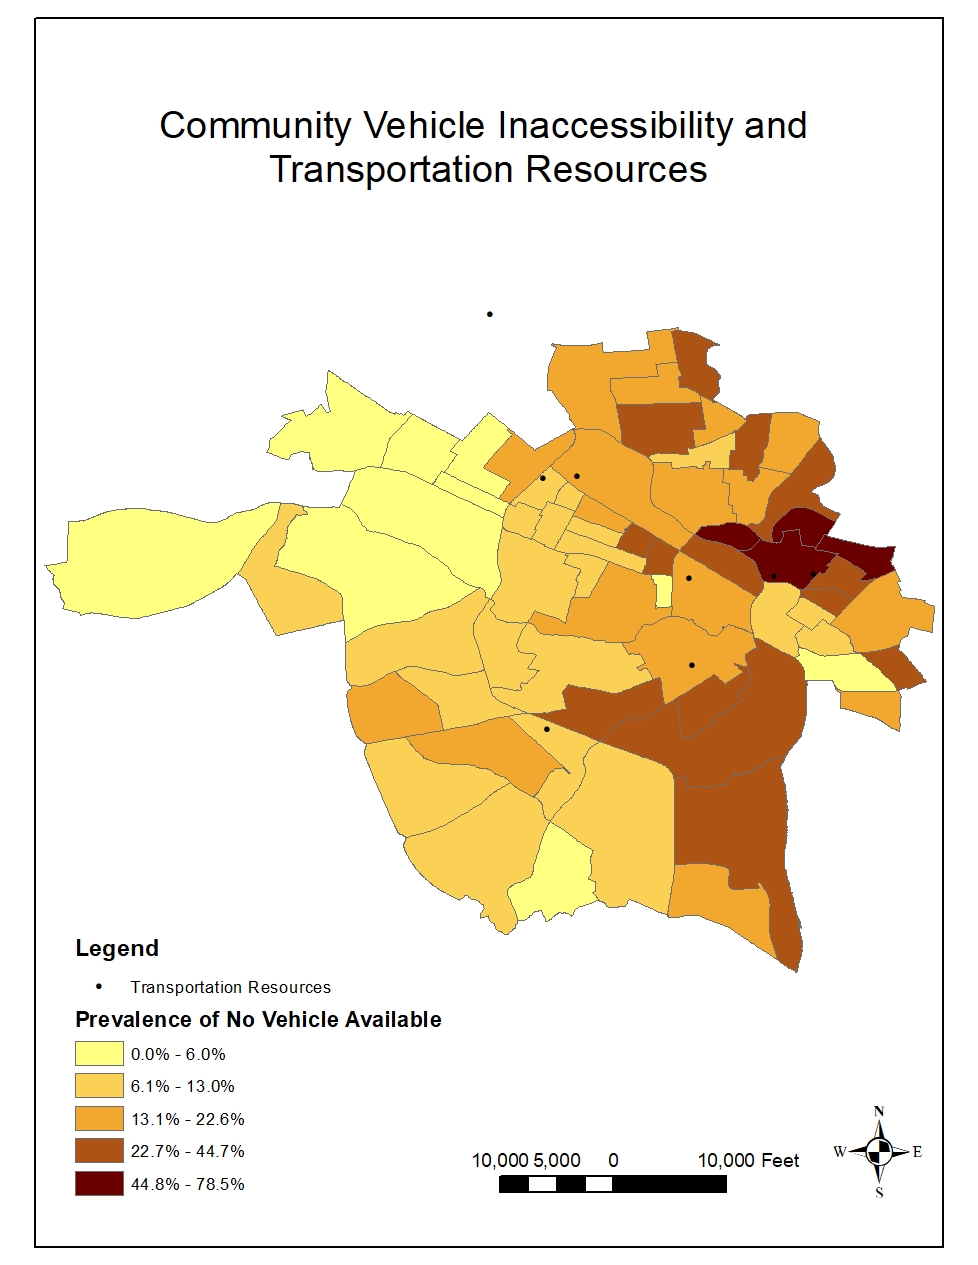 Community Vehicle Inaccessibility and
Transportation Resources
Legend
Transportation Resources
Prevalence of No Vehicle Available
0.0% - 6.0%
6.1% - 13.0%
13.1% - 22.6%
22.7% - 44.7%
44.8% - 78.5%
10,000 5,000 0 10,000 Feet
N
W E
S